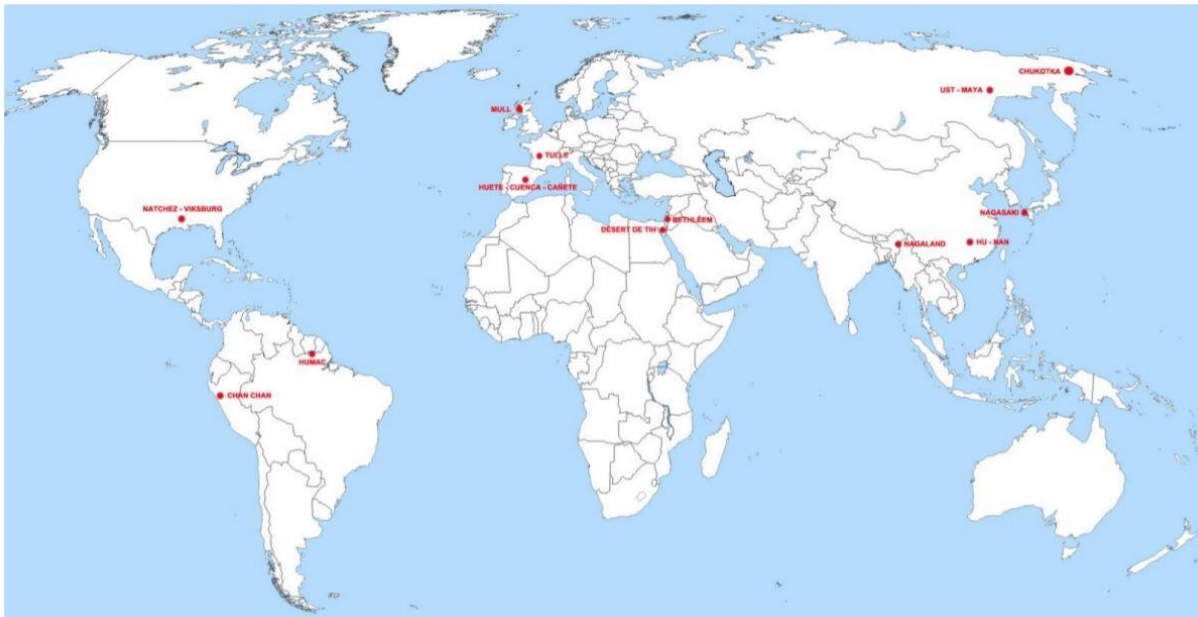 CHUKOTKA
UST - MAYA
MULL
TULLE
HUETE - CUENCA - CAÑETE
NATCHEZ - VIKSBURG
NAGASAKI
BETHLÉEM
DÉSERT DE TIH
HU - NAN
NAGALAND
HUMAC
CHAN CHAN